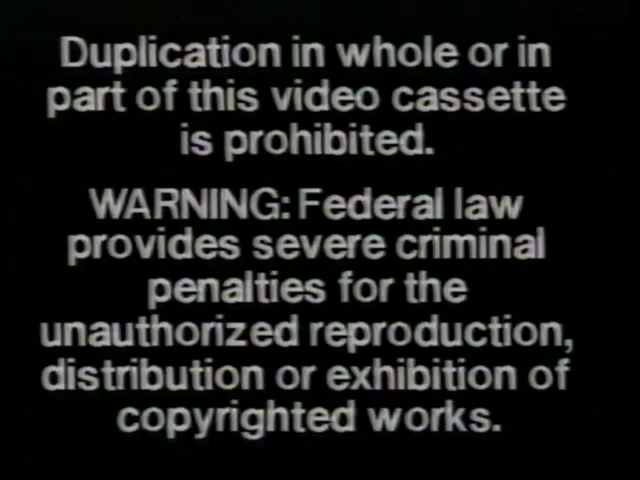 Duplication in whole or in
part of this video cassette
is prohibited.
WARNING: Federal law
provides severe criminal
penalties for the
unauthorized reproduction,
distribution or exhibition of
copyrighted works.